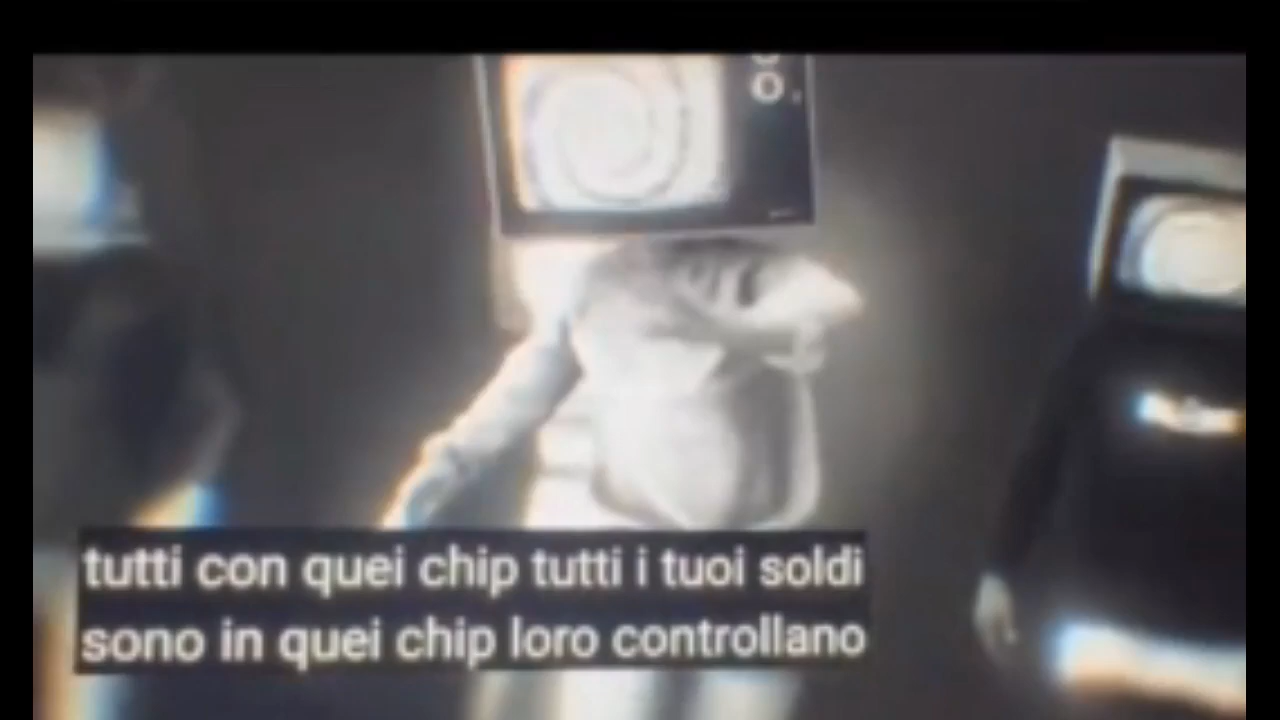 tutti con quei chip tutti i tuoi soldi
sono in quei chip loro controllano